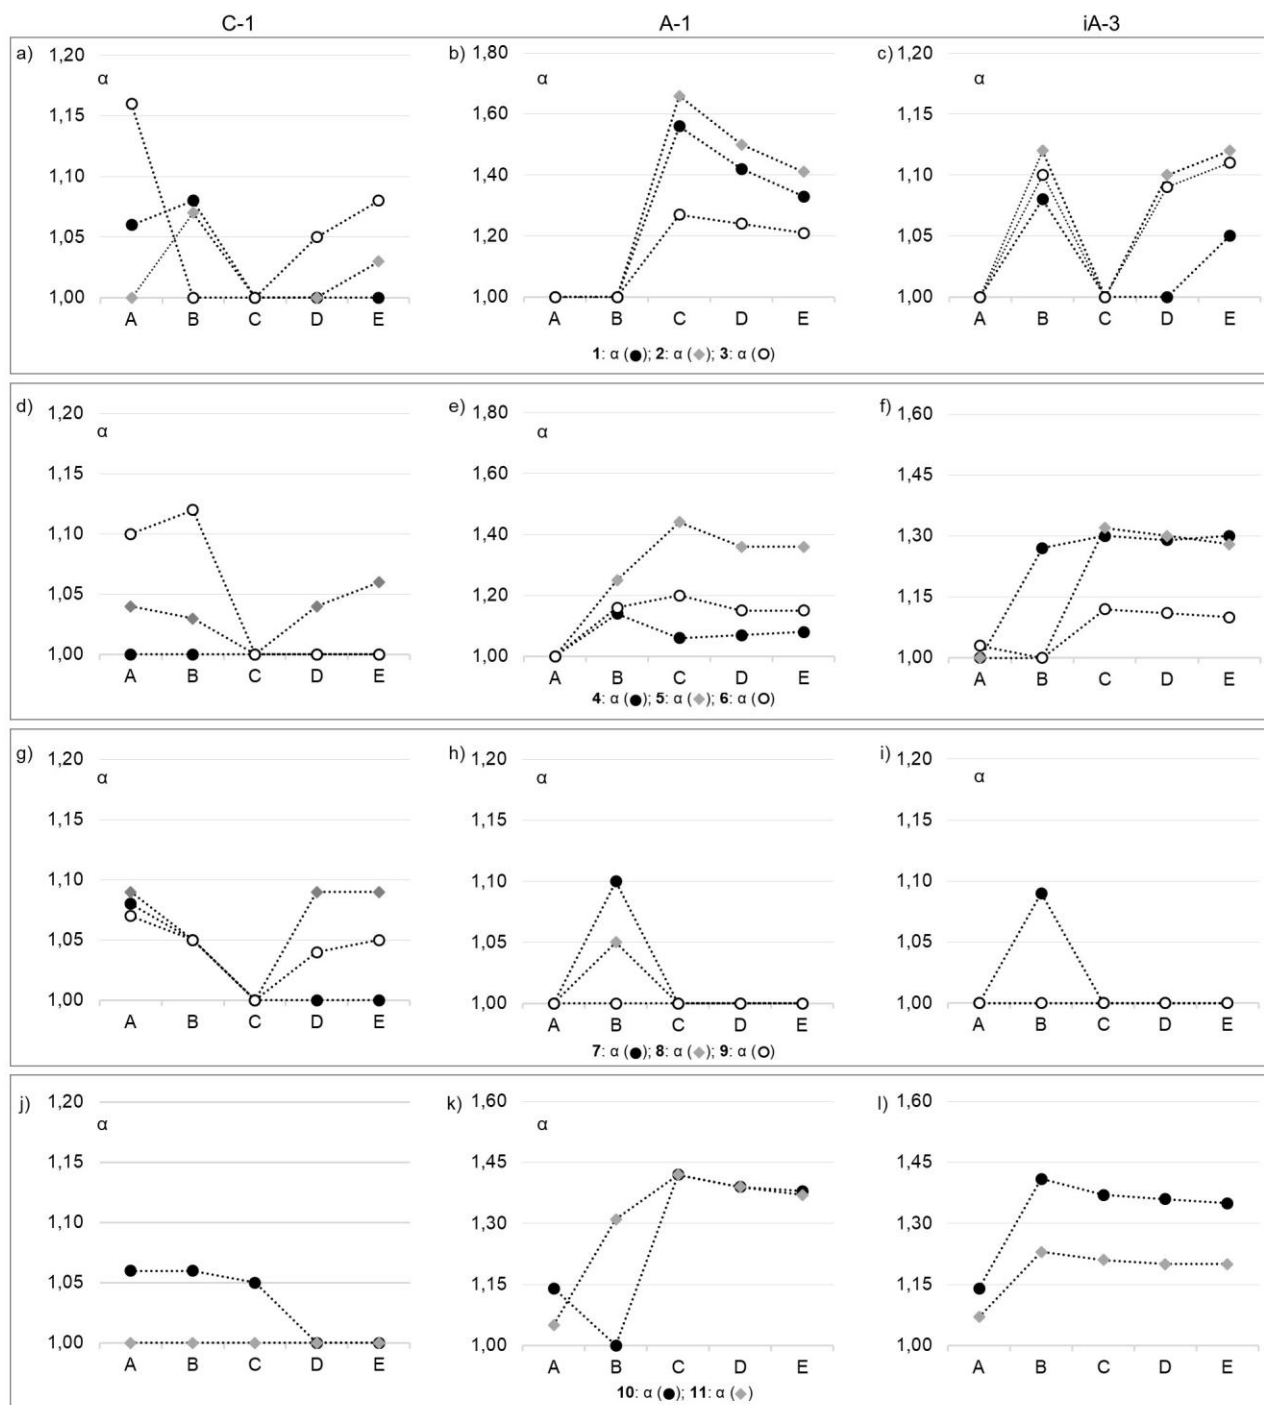 C-1 A-1 iA-3
a) 1,20 b) 1,80 c) 1,20
α α α
1,15 1,60 1,15
1,10 1,40 1,10
1,05 1,20 1,05
1,00 1,00 1,00
A B C D E A B C D E A B C D E
1: α (●); 2: α (◆); 3: α (○)
d) 1,20 e) 1,80 f) 1,60
α α
1,15 1,60 1,45
1,10 1,40 1,30
1,05 1,20 1,15
1,00 1,00 1,00
A B C D E A B C D E A B C D E
4: α (●); 5: α (◆); 6: α (○)
g) 1,20 h) 1,20 i) 1,20
α α α
1,15 1,15 1,15
1,10 1,10 1,10
1,05 1,05 1,05
1,00 1,00 1,00
A B C D E A B C D E A B C D E
7: α (●); 8: α (◆); 9: α (○)
j) 1,20 k) 1,60 l) 1,60
α α
1,15 1,45 1,45
1,10 1,30 1,30
1,05 1,15 1,15
1,00 1,00 1,00
A B C D E A B C D E A B C D E
10: α (●); 11: α (◆)